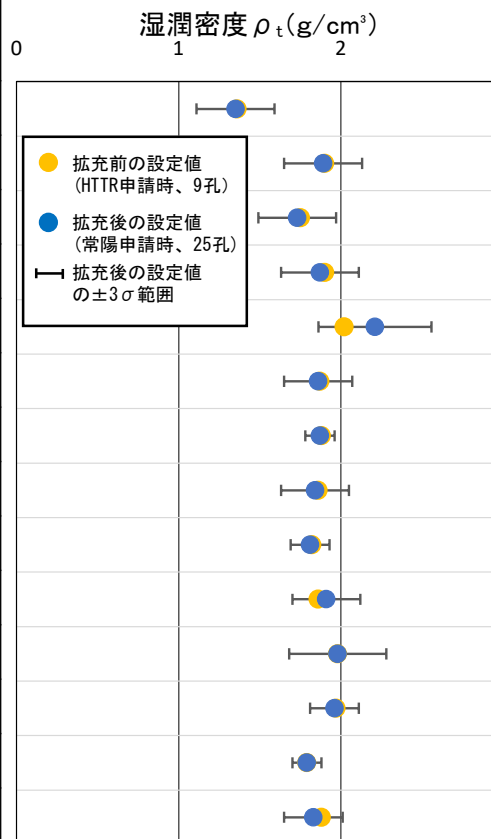 湿潤密度ρt(g/cm³)
0 1 2
拡充前の設定値
(HTTR申請時、9孔)
拡充後の設定値
(常陽申請時、25孔)
拡充後の設定値
の±3σ範囲